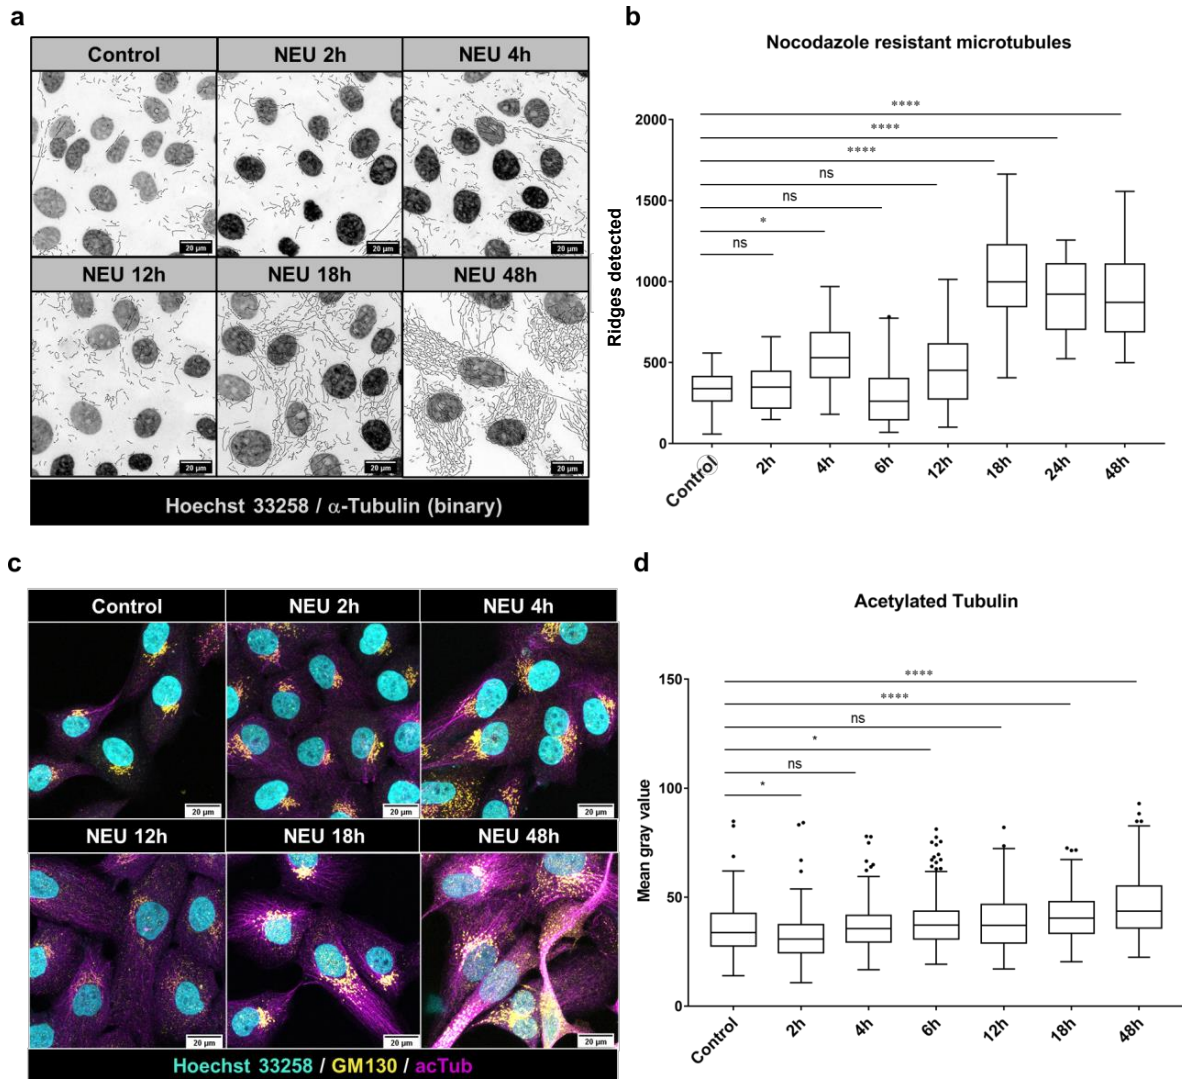 a
Control NEU 2h NEU 4h
20 µm 20 µm 20 µm
NEU 12h NEU 18h NEU 48h
20 µm 20 µm 20 µm
Hoechst 33258 / α-Tubulin (binary)
b
Nocodazole resistant microtubules
****
****
****
ns
ns
*
ns
Ridges detected
2000
1500
1000
500
0
Control 2h 4h 6h 12h 18h 24h 48h
c
Control NEU 2h NEU 4h
20 µm 20 µm 20 µm
NEU 12h NEU 18h NEU 48h
20 µm 20 µm 20 µm
Hoechst 33258 / GM130 / acTub
d
Acetylated Tubulin
****
****
ns
*
ns
*
Mean gray value
150
100
50
0
Control 2h 4h 6h 12h 18h 48h